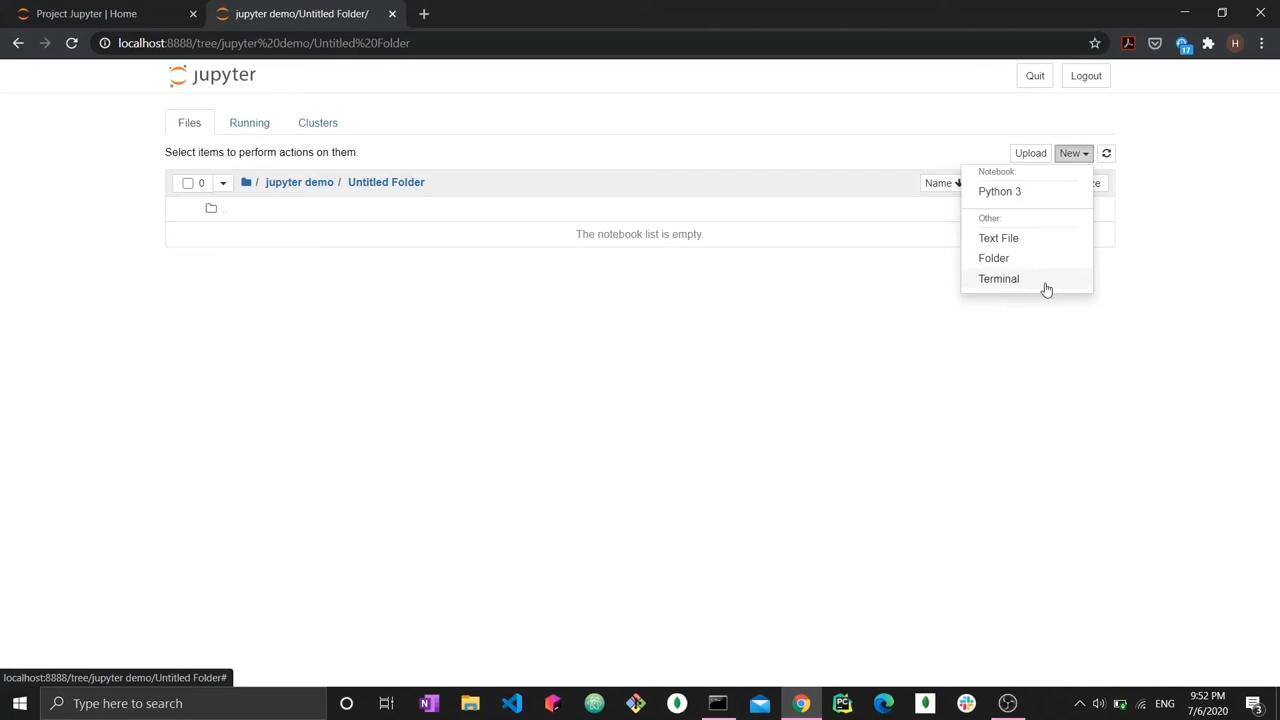 Project Jupyter | Home
jupyter demo/Untitled Folder/
localhost:8888/tree/jupyter%20demo/Untitled%20Folder
17
H
jupyter
Quit
Logout
Files
Running
Clusters
Select items to perform actions on them.
Upload
New
0
/ jupyter demo / Untitled Folder
Name
ze
Notebook:
Python 3
Other:
Text File
Folder
Terminal
..
The notebook list is empty.
localhost:8888/tree/jupyter demo/Untitled Folder#
Type here to search
ENG
9:52 PM
7/6/2020
3